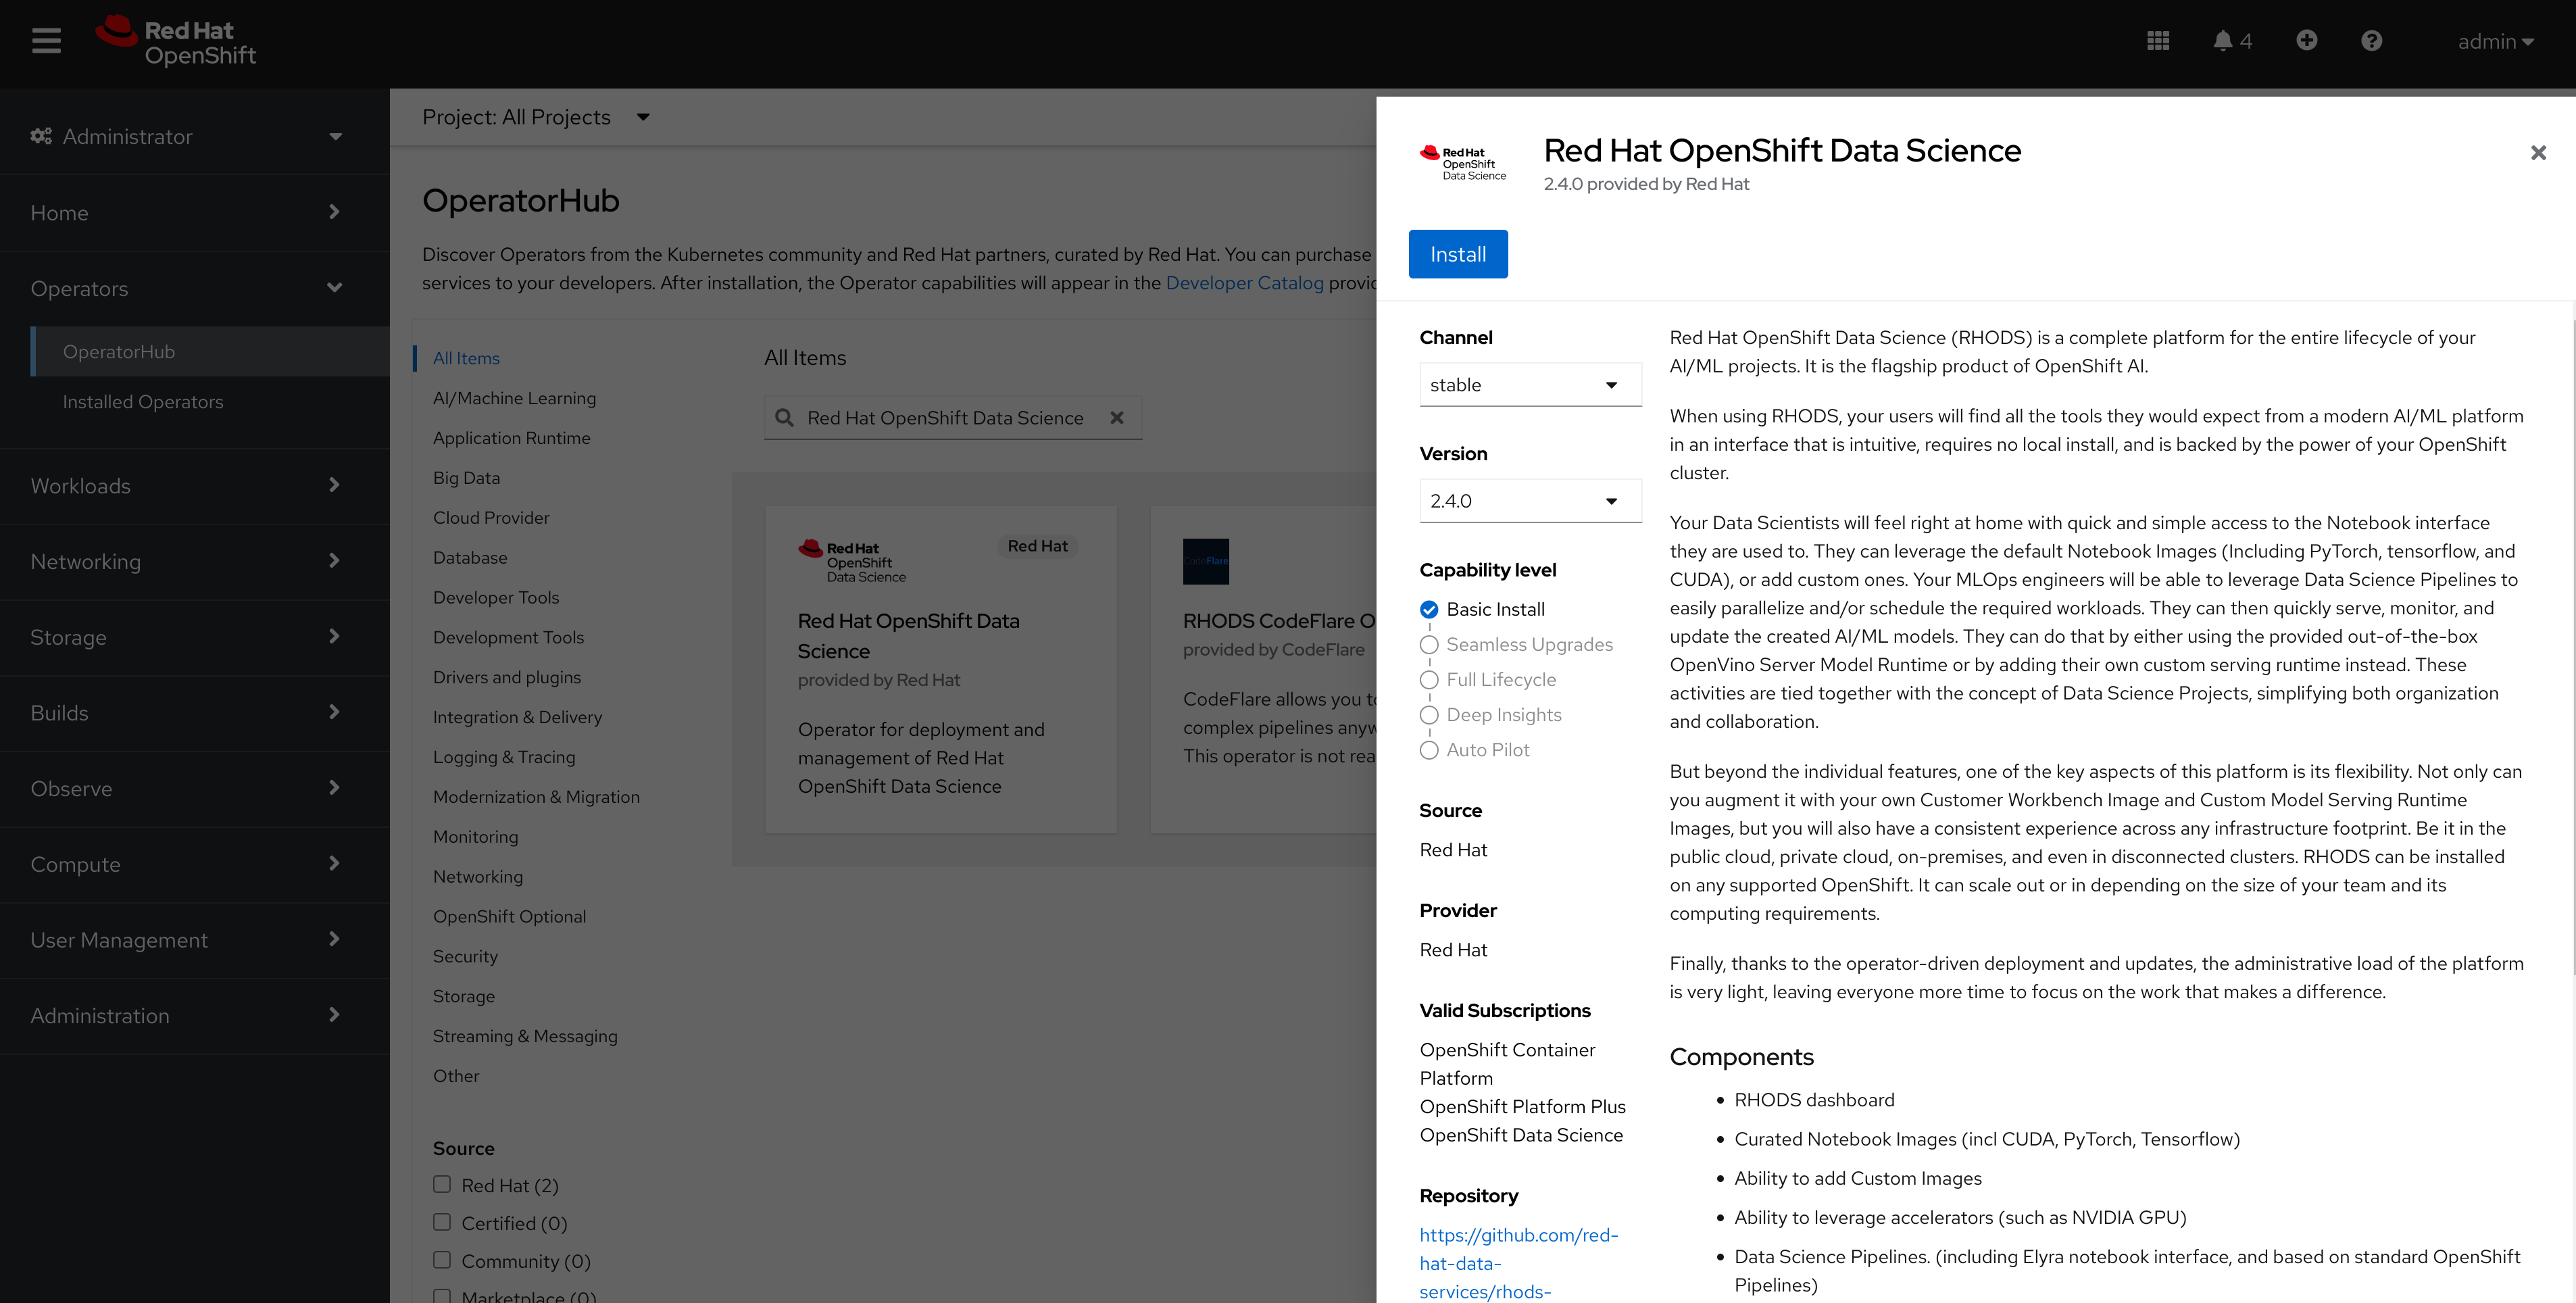 Red Hat
OpenShift
4
admin
Administrator
Home
Operators
OperatorHub
Installed Operators
Workloads
Networking
Storage
Builds
Observe
Compute
User Management
Administration
Project: All Projects
OperatorHub
Discover Operators from the Kubernetes community and Red Hat partners, curated by Red Hat. You can purchase
services to your developers. After installation, the Operator capabilities will appear in the Developer Catalog
All Items
AI/Machine Learning
Application Runtime
Big Data
Cloud Provider
Database
Developer Tools
Development Tools
Drivers and plugins
Integration & Delivery
Logging & Tracing
Modernization & Migration
Monitoring
Networking
OpenShift Optional
Security
Storage
Streaming & Messaging
Other
Source
Red Hat (2)
Certified (0)
Community (0)
Marketplace (0)
All Items
Red Hat OpenShift Data Science
Red Hat
OpenShift
Data Science
Red Hat
Red Hat OpenShift Data
Science
provided by Red Hat
Operator for deployment and
management of Red Hat
OpenShift Data Science
CodeFlare
RHODS CodeFlare
provided by CodeFlare
CodeFlare allows you
complex pipelines
This operator is not
Red Hat
OpenShift
Data Science
Red Hat OpenShift Data Science
2.4.0 provided by Red Hat
Install
Channel
stable
Version
2.4.0
Capability level
Basic Install
Seamless Upgrades
Full Lifecycle
Deep Insights
Auto Pilot
Source
Red Hat
Provider
Red Hat
Valid Subscriptions
OpenShift Container
Platform
OpenShift Platform Plus
OpenShift Data Science
Repository
https://github.com/red-
hat-data-
services/rhods-
Red Hat OpenShift Data Science (RHODS) is a complete platform for the entire lifecycle of your
AI/ML projects. It is the flagship product of OpenShift AI.
When using RHODS, your users will find all the tools they would expect from a modern AI/ML platform
in an interface that is intuitive, requires no local install, and is backed by the power of your OpenShift
cluster.
Your Data Scientists will feel right at home with quick and simple access to the Notebook interface
they are used to. They can leverage the default Notebook Images (Including PyTorch, tensorflow, and
CUDA), or add custom ones. Your MLOps engineers will be able to leverage Data Science Pipelines to
easily parallelize and/or schedule the required workloads. They can then quickly serve, monitor, and
update the created AI/ML models. They can do that by either using the provided out-of-the-box
OpenVino Server Model Runtime or by adding their own custom serving runtime instead. These
activities are tied together with the concept of Data Science Projects, simplifying both organization
and collaboration.
But beyond the individual features, one of the key aspects of this platform is its flexibility. Not only can
you augment it with your own Customer Workbench Image and Custom Model Serving Runtime
Images, but you will also have a consistent experience across any infrastructure footprint. Be it in the
public cloud, private cloud, on-premises, and even in disconnected clusters. RHODS can be installed
on any supported OpenShift. It can scale out or in depending on the size of your team and its
computing requirements.
Finally, thanks to the operator-driven deployment and updates, the administrative load of the platform
is very light, leaving everyone more time to focus on the work that makes a difference.
Components
• RHODS dashboard
• Curated Notebook Images (incl CUDA, PyTorch, Tensorflow)
• Ability to add Custom Images
• Ability to leverage accelerators (such as NVIDIA GPU)
• Data Science Pipelines. (including Elyra notebook interface, and based on standard OpenShift
Pipelines)